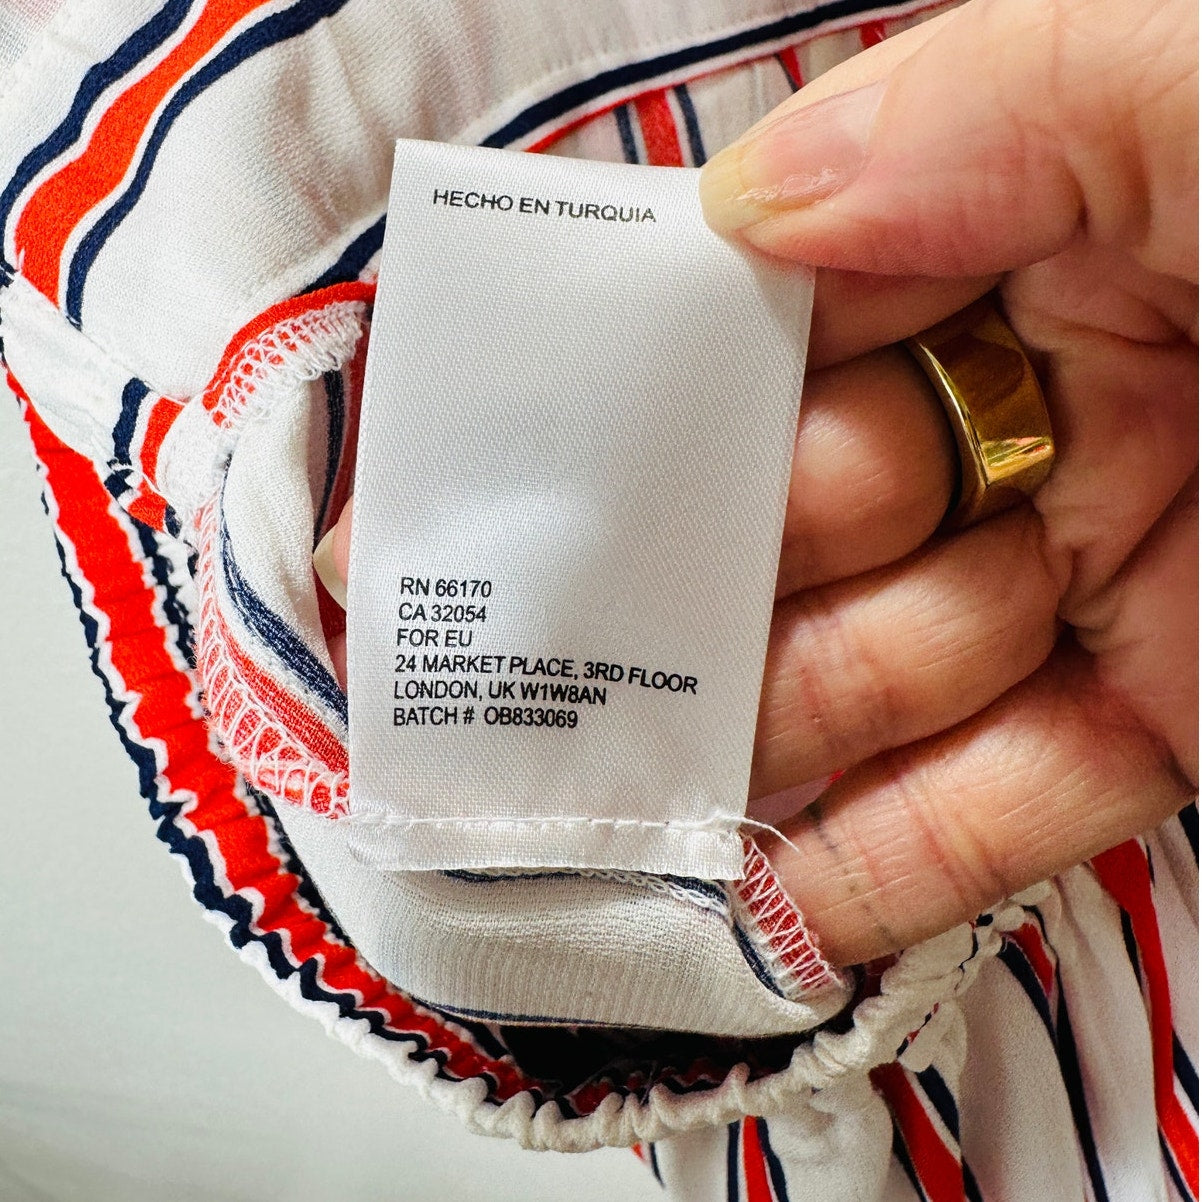 HECHO EN TURQUIA
RN 66170
CA 32054
FOR EU
24 MARKET PLACE, 3RD FLOOR
LONDON, UK W1W8AN
BATCH # OB833069